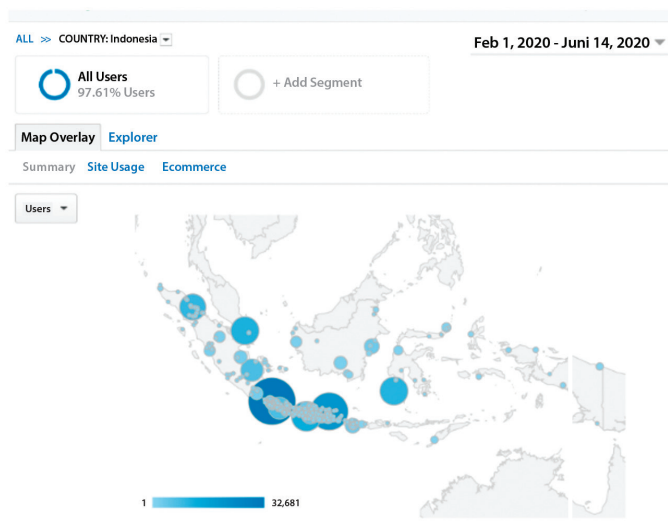 ALL >> COUNTRY: Indonesia
Feb 1, 2020 - Juni 14, 2020
All Users
97.61% Users
+ Add Segment
Map Overlay Explorer
Summary Site Usage Ecommerce
Users
1 32,681